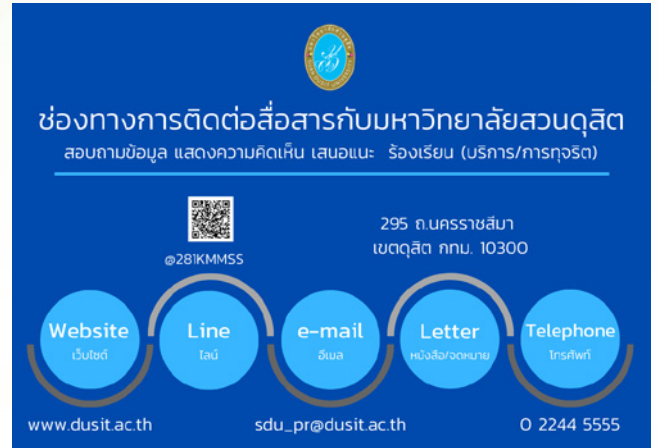 ช่องทางการติดต่อสื่อสารกับมหาวิทยาลัยสวนดุสิต
สอบถามข้อมูล แสดงความคิดเห็น เสนอแนะ ร้องเรียน (บริการ/การทุจริต)
@281KMMSS
295 ถ.นครราชสีมา
เขตดุสิต กทม. 10300
Website
เว็บไซต์
Line
ไลน์
e-mail
อีเมล
Letter
หนังสือ/จดหมาย
Telephone
โทรศัพท์
www.dusit.ac.th
sdu_pr@dusit.ac.th
0 2244 5555